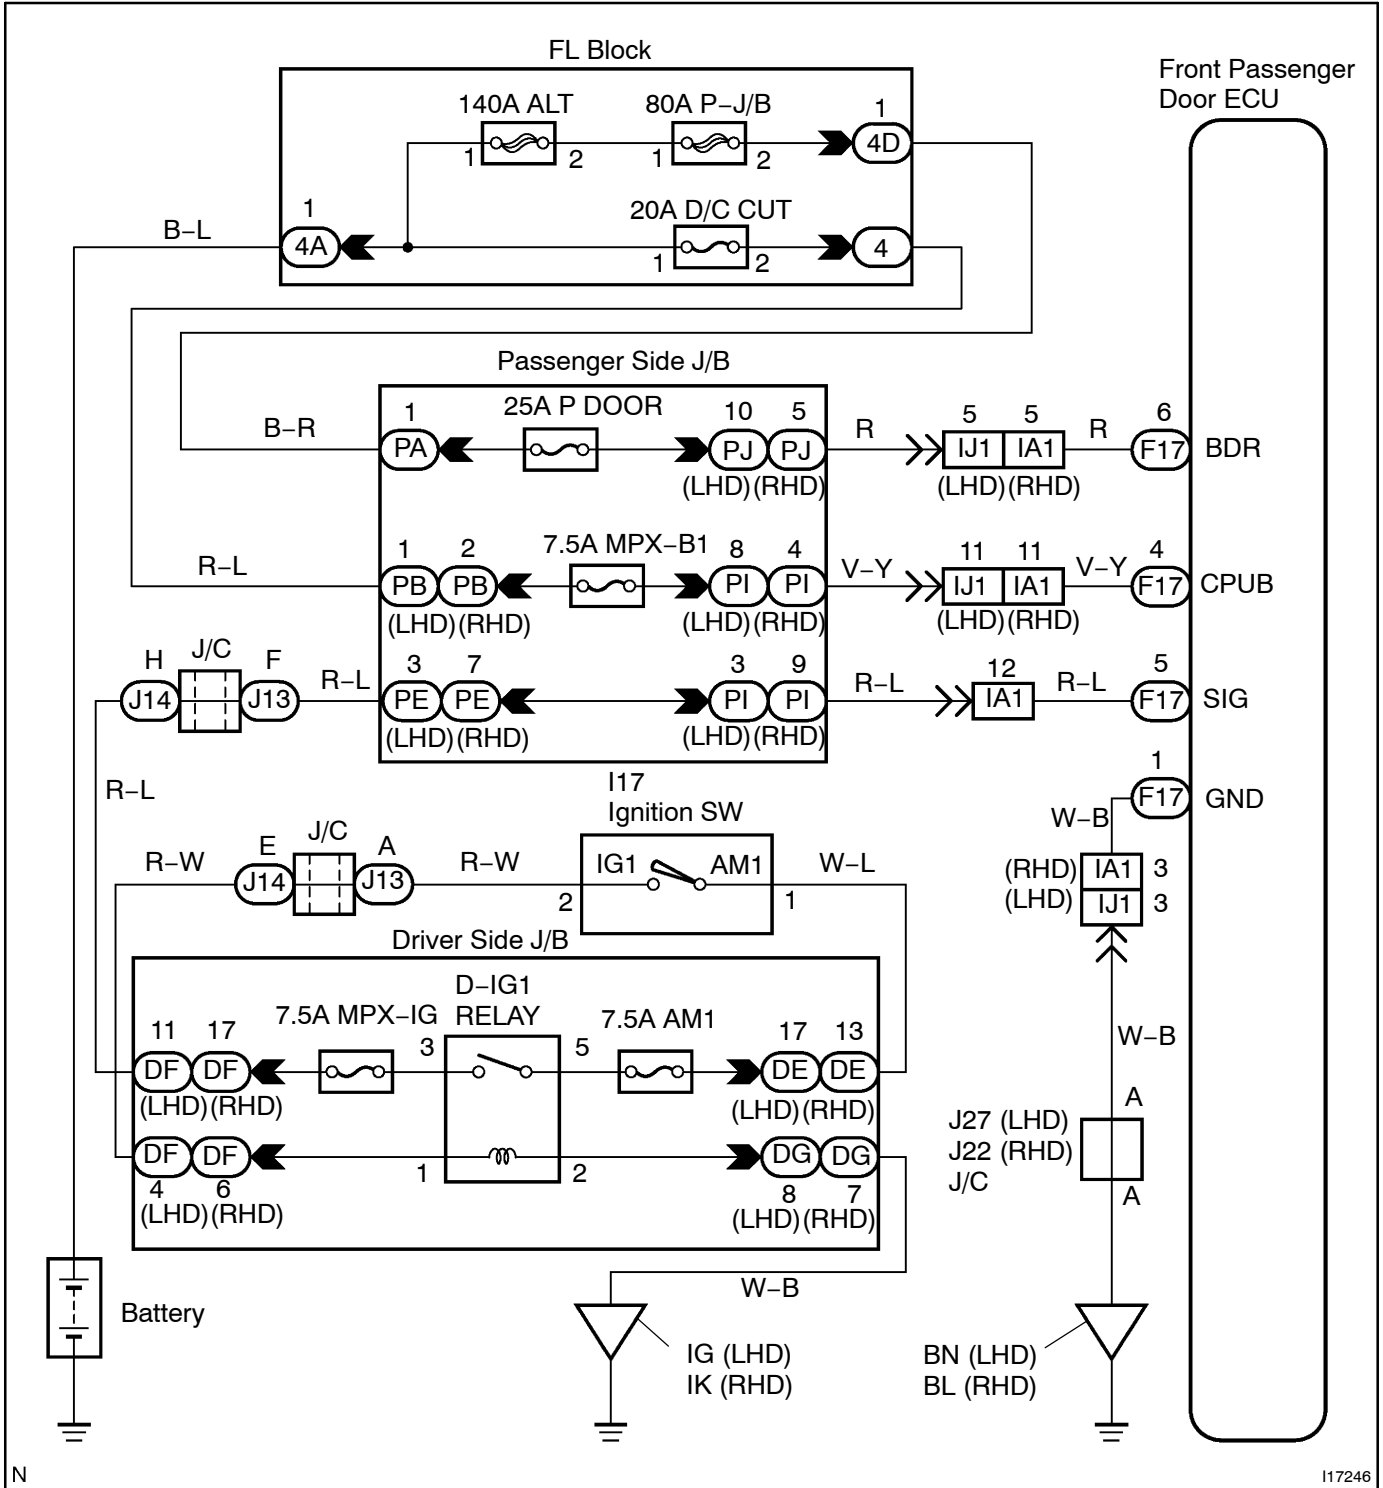 FL Block
Front Passenger
Door ECU
140A ALT
80A P−J/B
1
1
2
1
2
4D
20A D/C CUT
1
B−L
4A
1
2
4
Passenger Side J/B
25A P DOOR
B−R
1
PA
10
5
PJ
PJ
(LHD)
(RHD)
R
5
5
IJ1
IA1
(LHD)
(RHD)
R
6
F17
BDR
7.5A MPX−B1
R−L
1
2
PB
PB
(LHD)
(RHD)
8
4
PI
PI
(LHD)
(RHD)
V−Y
11
11
IJ1
IA1
(LHD)
(RHD)
V−Y
4
F17
CPUB
H
J/C
F
J14
J13
R−L
3
7
PE
PE
(LHD)
(RHD)
3
9
PI
PI
(LHD)
(RHD)
R−L
12
IA1
R−L
5
F17
SIG
R−L
I17
Ignition SW
1
F17
GND
W−B
R−W
E
J/C
A
J14
J13
R−W
2
IG1
AM1
1
W−L
(RHD)
IA1
3
(LHD)
IJ1
3
Driver Side J/B
D−IG1
RELAY
7.5A MPX−IG
7.5A AM1
11
17
3
5
17
13
DF
DF
DE
DE
(LHD)
(RHD)
(LHD)
(RHD)
W−B
DF
DF
1
2
DG
DG
4
6
8
7
(LHD)
(RHD)
(LHD)
(RHD)
A
J27 (LHD)
J22 (RHD)
J/C
A
W−B
Battery
IG (LHD)
IK (RHD)
BN (LHD)
BL (RHD)
N
I17246